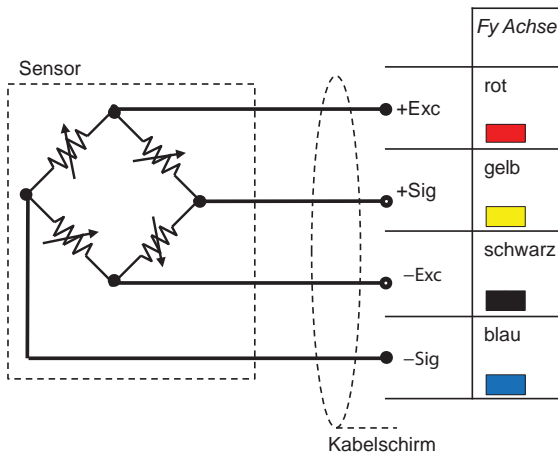 Fy Achse
Sensor
+Exc
rot
+Sig
gelb
−Exc
schwarz
−Sig
blau
Kabelschirm